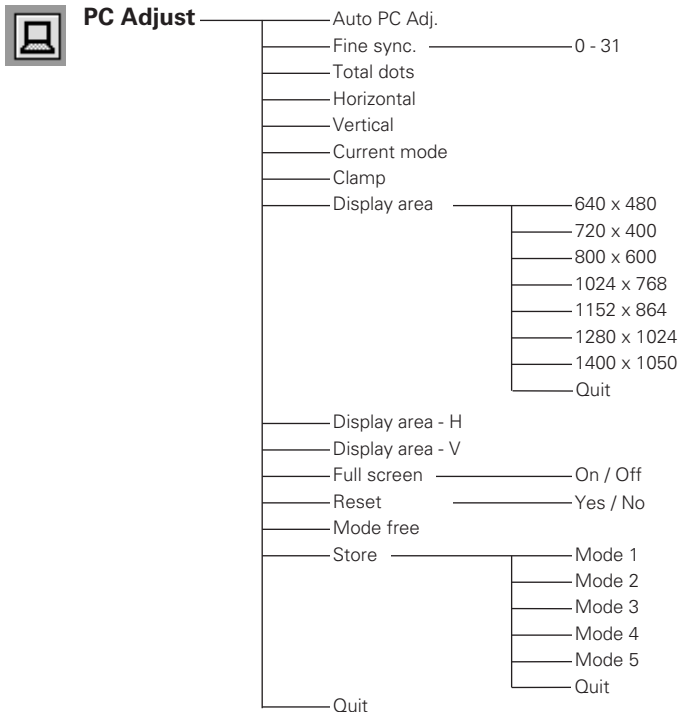 PC Adjust
Auto PC Adj.
Fine sync. 0 - 31
Total dots
Horizontal
Vertical
Current mode
Clamp
Display area 640 x 480
720 x 400
800 x 600
1024 x 768
1152 x 864
1280 x 1024
1400 x 1050
Quit
Display area - H
Display area - V
Full screen On / Off
Reset Yes / No
Mode free
Store Mode 1
Mode 2
Mode 3
Mode 4
Mode 5
Quit
Quit